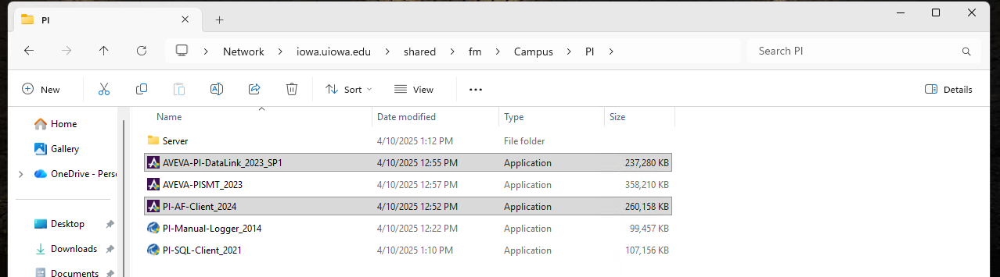 PI
Network > iowa.uiowa.edu > shared > fm > Campus > PI >
Search PI
New
Sort
View
Details
Name Date modified Type Size
Home
Gallery
OneDrive - Pers
Desktop
Downloads
Documents
Server 4/10/2025 1:12 PM File folder
AVEVA-PI-DataLink_2023_SP1 4/10/2025 12:55 PM Application 237,280 KB
AVEVA-PISMT_2023 4/10/2025 12:57 PM Application 358,210 KB
PI-AF-Client_2024 4/10/2025 12:52 PM Application 260,158 KB
PI-Manual-Logger_2014 4/10/2025 12:22 PM Application 99,457 KB
PI-SQL-Client_2021 4/10/2025 1:10 PM Application 107,156 KB